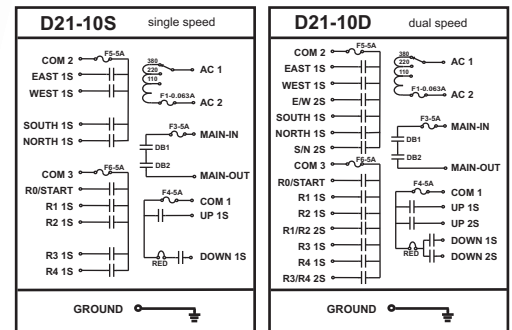 D21-10S single speed
COM 2 F5-5A
EAST 1S
WEST 1S
SOUTH 1S
NORTH 1S
COM 3 F6-5A
R0/START
R1 1S
R2 1S
R3 1S
R4 1S
380
220
110
AC 1
F1-0.063A
AC 2
F3-5A
MAIN-IN
DB1
DB2
MAIN-OUT
F4-5A
COM 1
UP 1S
RED
DOWN 1S
GROUND
D21-10D dual speed
COM 2 F5-5A
EAST 1S
WEST 1S
E/W 2S
SOUTH 1S
NORTH 1S
S/N 2S
COM 3 F6-5A
R0/START
R1 1S
R2 1S
R1/R2 2S
R3 1S
R4 1S
R3/R4 2S
380
220
110
AC 1
F1-0.063A
AC 2
F3-5A
MAIN-IN
DB1
DB2
MAIN-OUT
F4-5A
COM 1
UP 1S
UP 2S
DOWN 1S
RED
DOWN 2S
GROUND